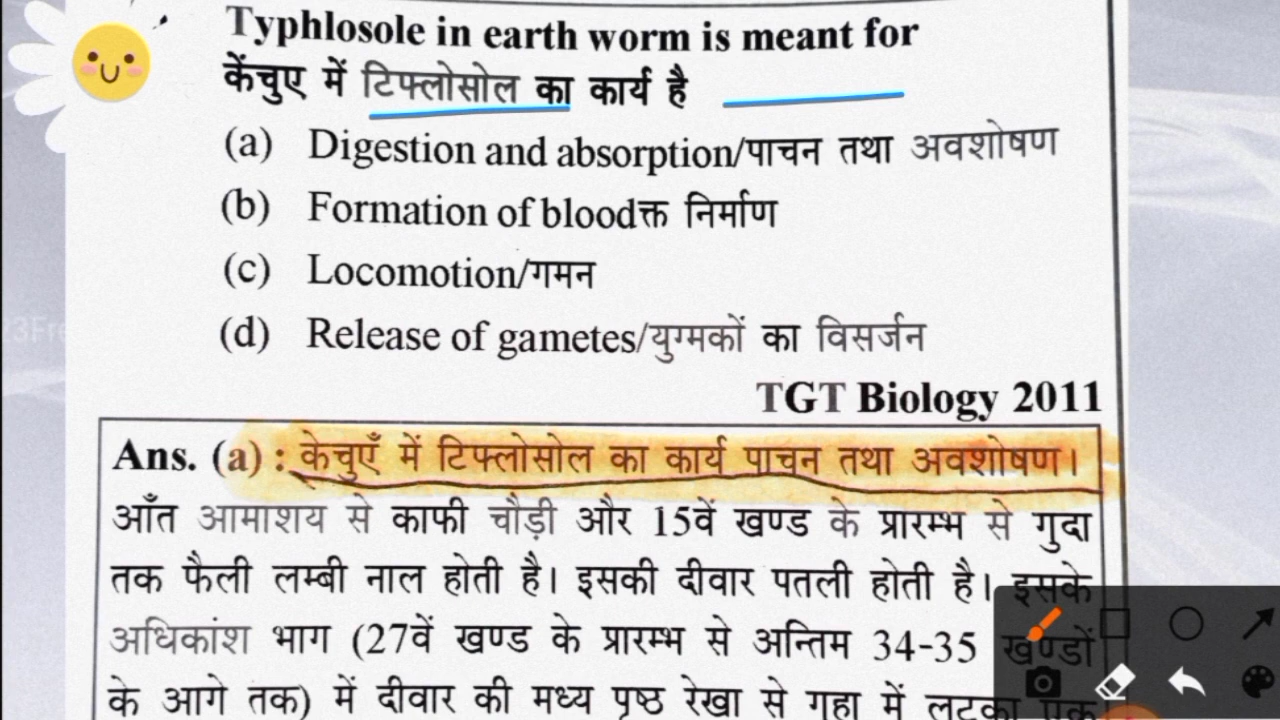 Typhlosole in earth worm is meant for
केंचुए में टिफ्लोसोल का कार्य है
(a) Digestion and absorption/पाचन तथा अवशोषण
(b) Formation of bloodक्त निर्माण
(c) Locomotion/गमन
(d) Release of gametes/युग्मकों का विसर्जन
TGT Biology 2011
Ans. (a) : केचुएँ में टिफ्लोसोल का कार्य पाचन तथा अवशोषण।
आँत आमाशय से काफी चौड़ी और 15वें खण्ड के प्रारम्भ से गुदा
तक फैली लम्बी नाल होती है। इसकी दीवार पतली होती है। इसके
अधिकांश भाग (27वें खण्ड के प्रारम्भ से अन्तिम 34-35 खण्डों
के आगे तक) में दीवार की मध्य पृष्ठ रेखा से गुहा में लटका एक